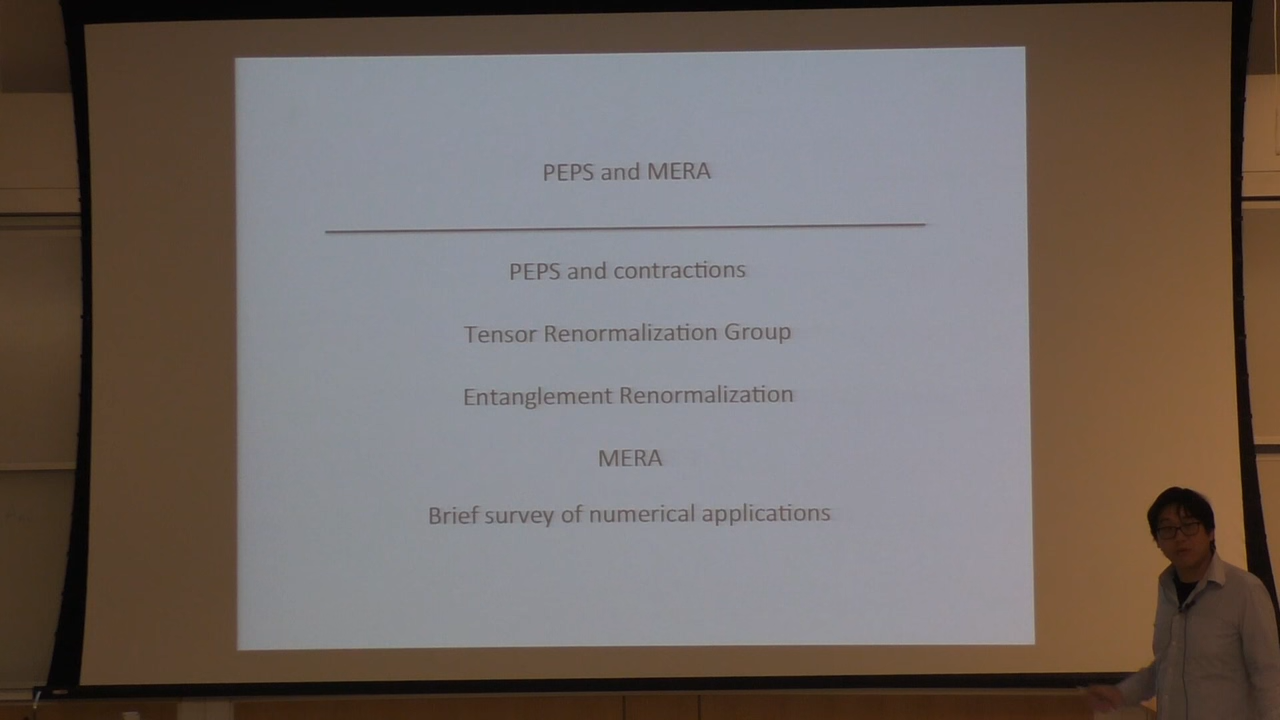 PEPS and MERA
PEPS and contractions
Tensor Renormalization Group
Entanglement Renormalization
MERA
Brief survey of numerical applications